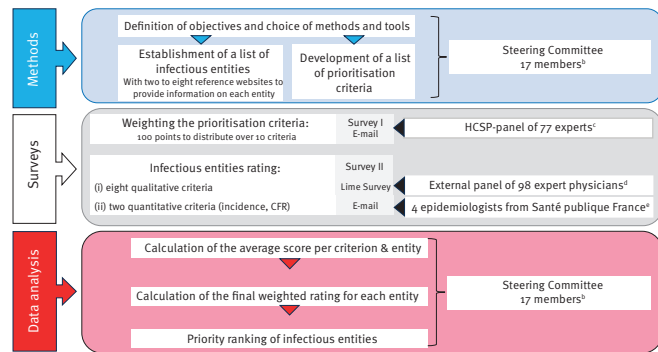 Methods
Definition of objectives and choice of methods and tools
Establishment of a list of
infectious entities
With two to eight reference websites to
provide information on each entity
Development of a list
of prioritisation
criteria
Steering Committee
17 members^b
Surveys
Weighting the prioritisation criteria:
100 points to distribute over 10 criteria
Survey I
E-mail
HCSP-panel of 77 experts^c
Infectious entities rating:
Survey II
(i) eight qualitative criteria
Lime Survey
External panel of 98 expert physicians^d
(ii) two quantitative criteria (incidence, CFR)
E-mail
4 epidemiologists from Santé publique France^e
Data analysis
Calculation of the average score per criterion & entity
Calculation of the final weighted rating for each entity
Priority ranking of infectious entities
Steering Committee
17 members^b